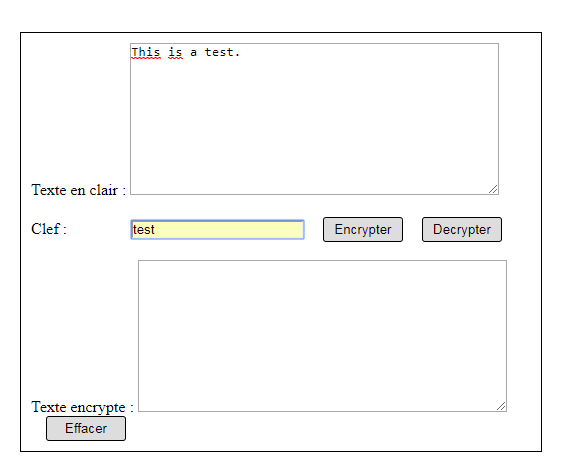 This is a test.
Texte en clair :
Clef : test Encrypter Decrypter
Texte encrypte :
Effacer